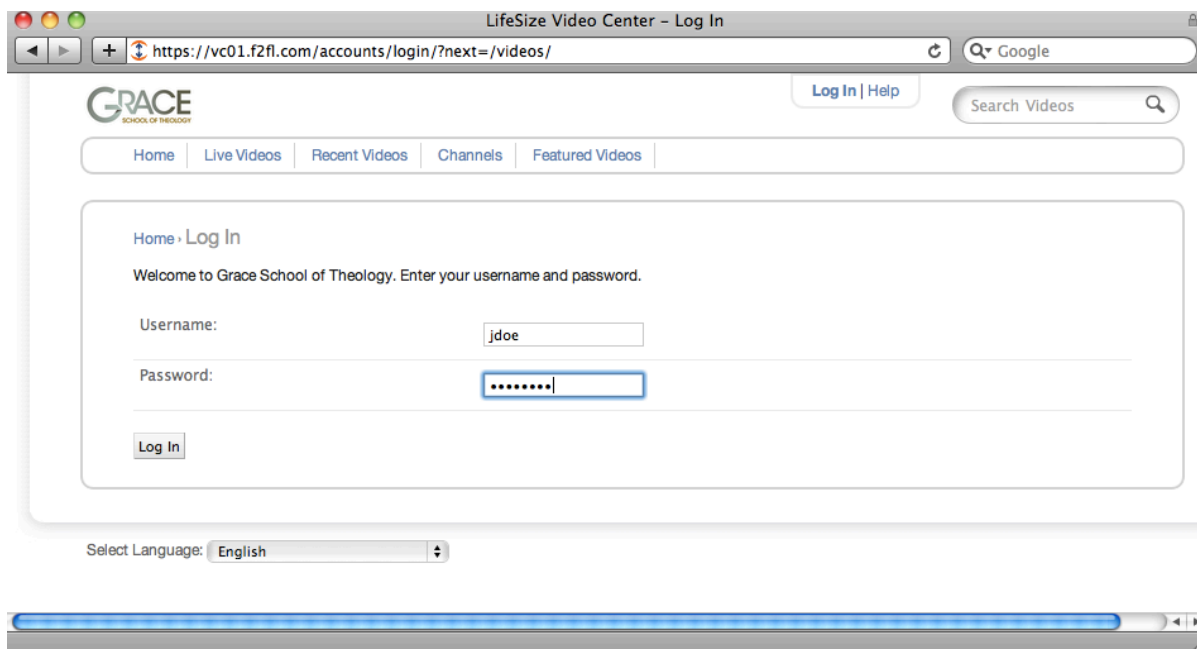 LifeSize Video Center – Log In
https://vc01.f2fl.com/accounts/login/?next=/videos/
Google
GRACE
SCHOOL OF THEOLOGY
Log In | Help
Search Videos
Home | Live Videos | Recent Videos | Channels | Featured Videos
Home › Log In
Welcome to Grace School of Theology. Enter your username and password.
Username: jdoe
Password: ••••••••
Log In
Select Language: English